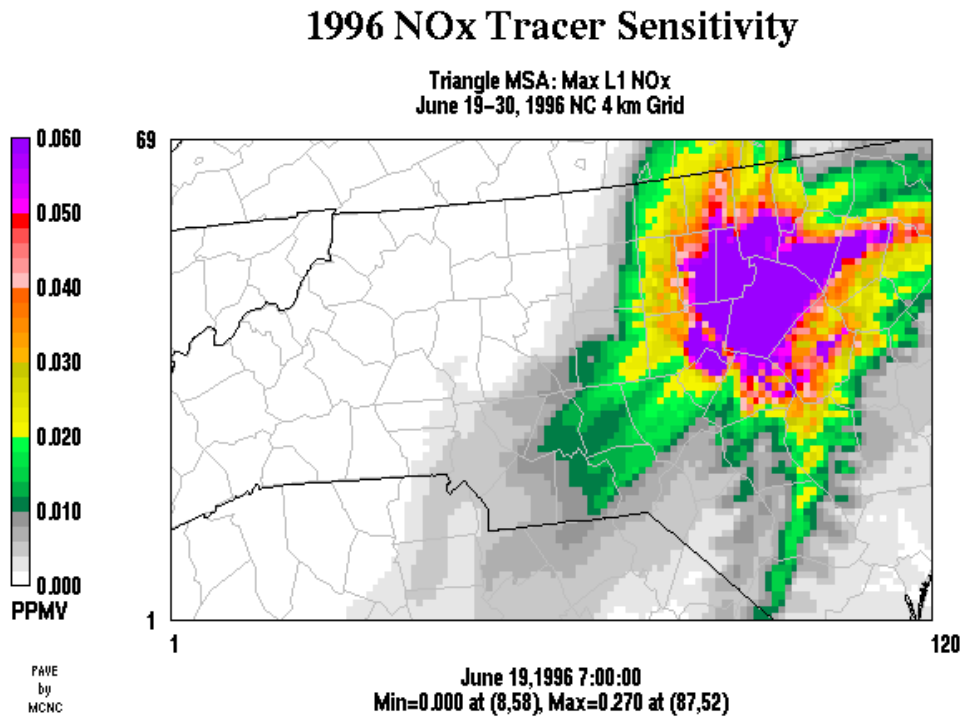 1996 NOx Tracer Sensitivity
Triangle MSA: Max L1 NOx
June 19-30, 1996 NC 4 km Grid
0.060
0.050
0.040
0.030
0.020
0.010
0.000
PPMV
69
1
1
120
PAVE
by
MCNC
June 19,1996 7:00:00
Min=0.000 at (8,58), Max=0.270 at (87,52)